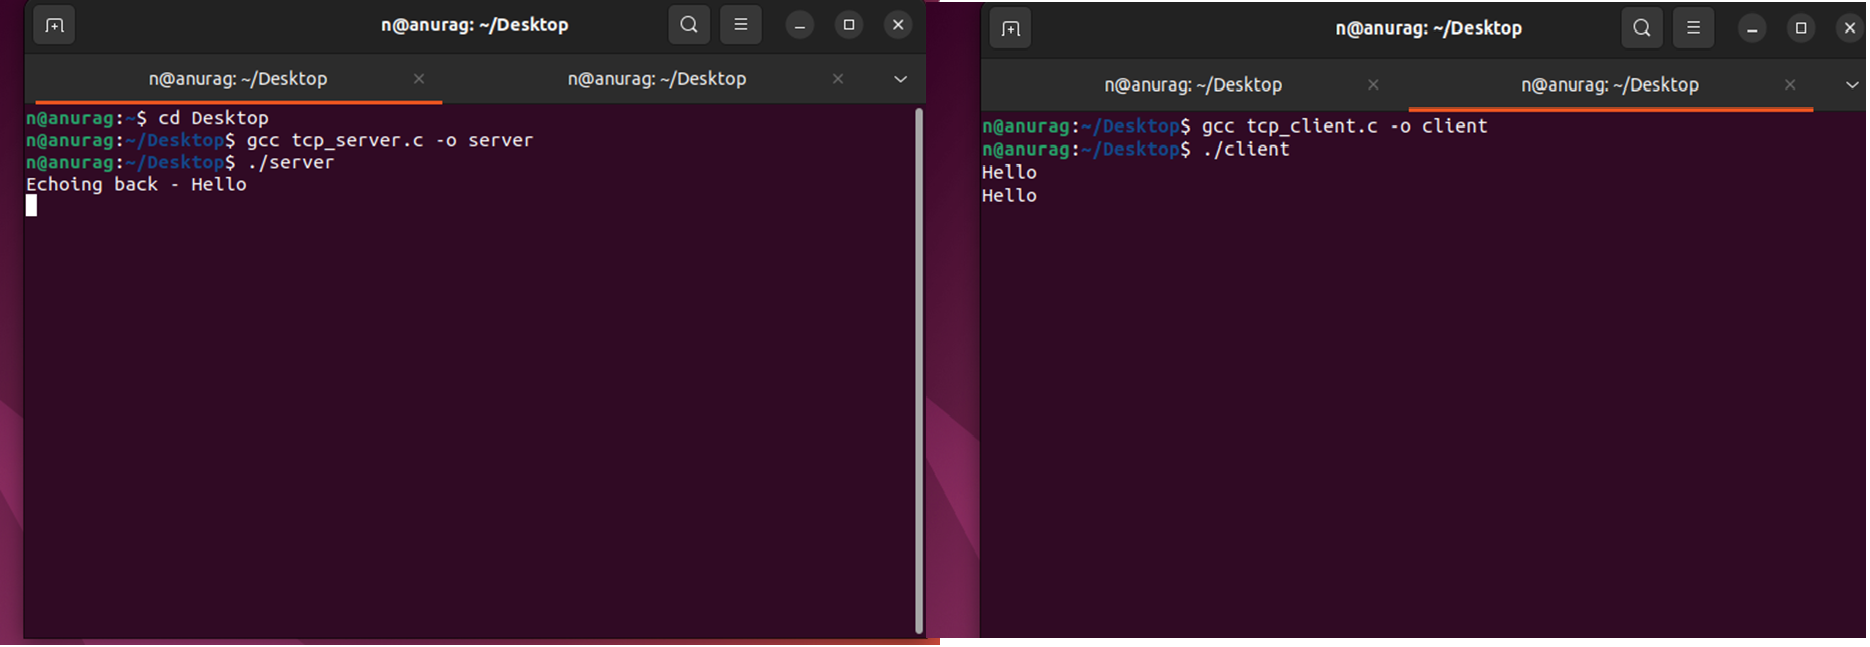 n@anurag: ~/Desktop
n@anurag: ~/Desktop
n@anurag: ~/Desktop
n@anurag:~$ cd Desktop
n@anurag:~/Desktop$ gcc tcp_server.c -o server
n@anurag:~/Desktop$ ./server
Echoing back - Hello
n@anurag: ~/Desktop
n@anurag: ~/Desktop
n@anurag: ~/Desktop
n@anurag:~/Desktop$ gcc tcp_client.c -o client
n@anurag:~/Desktop$ ./client
Hello
Hello